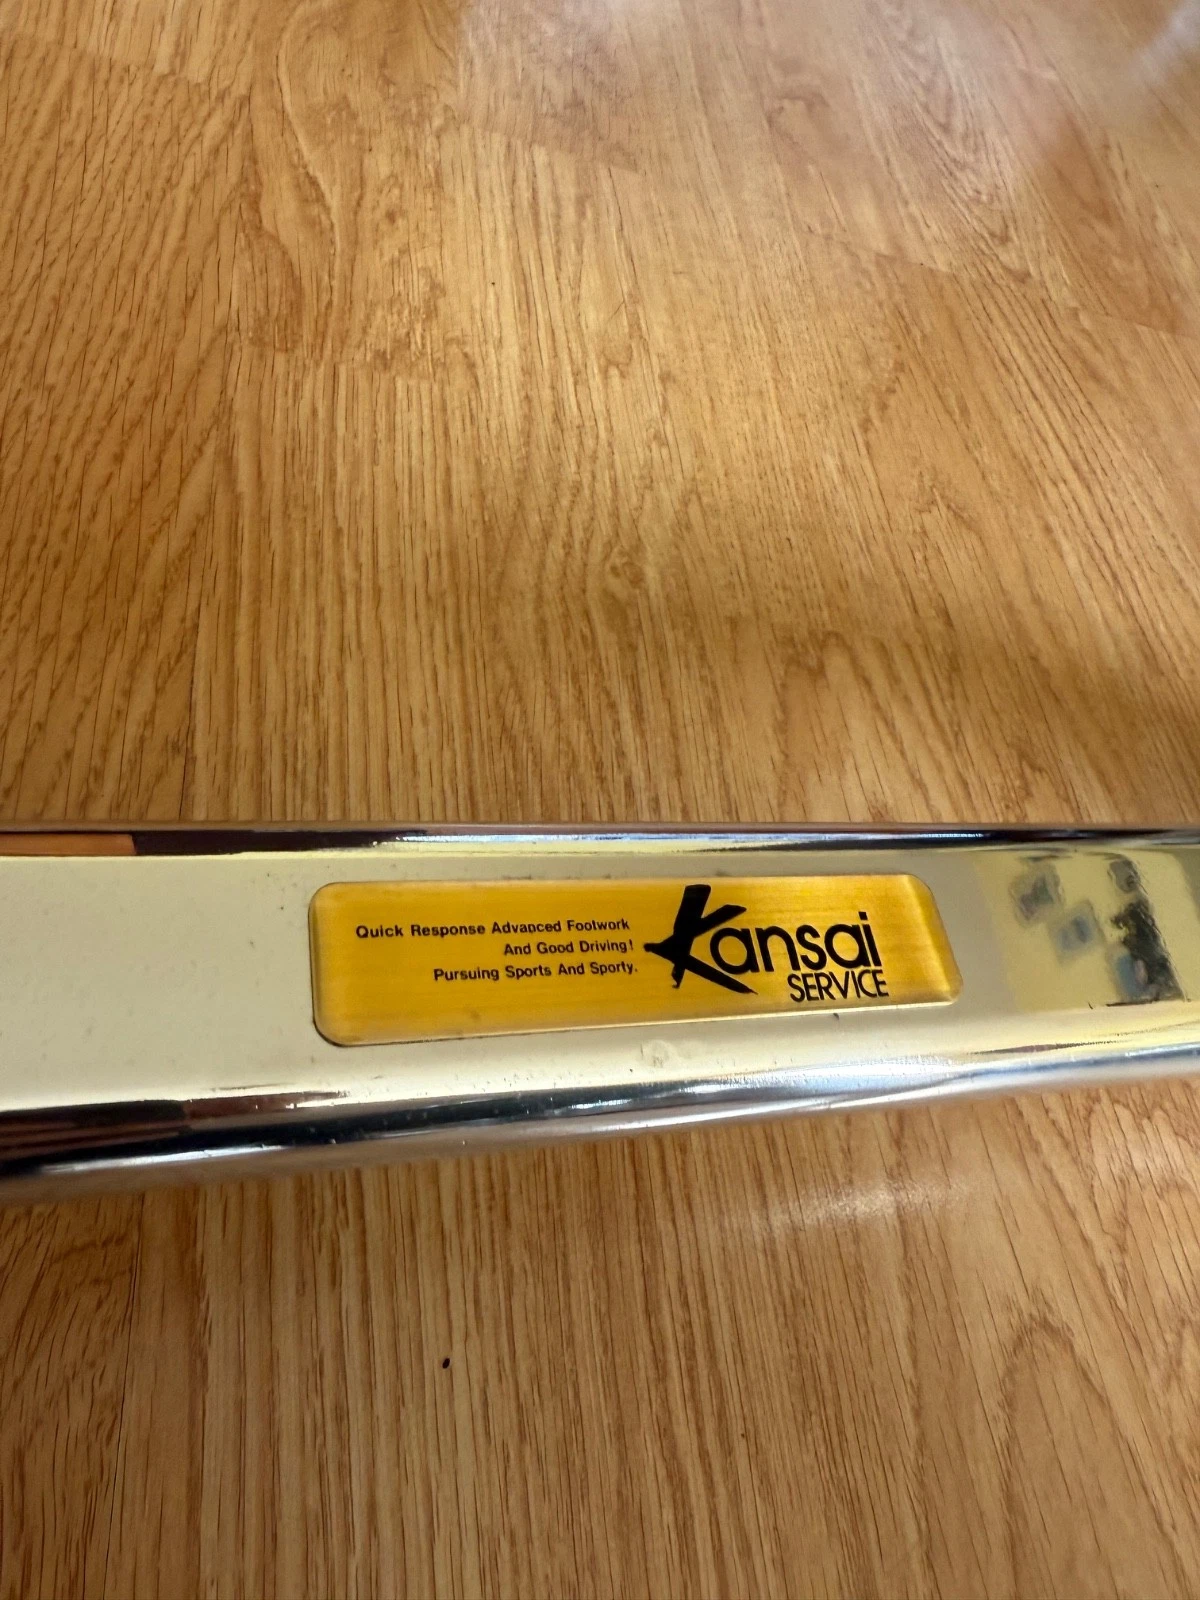 Quick Response Advanced Footwork
And Good Driving!
Pursuing Sports And Sporty.
Kansai
SERVICE